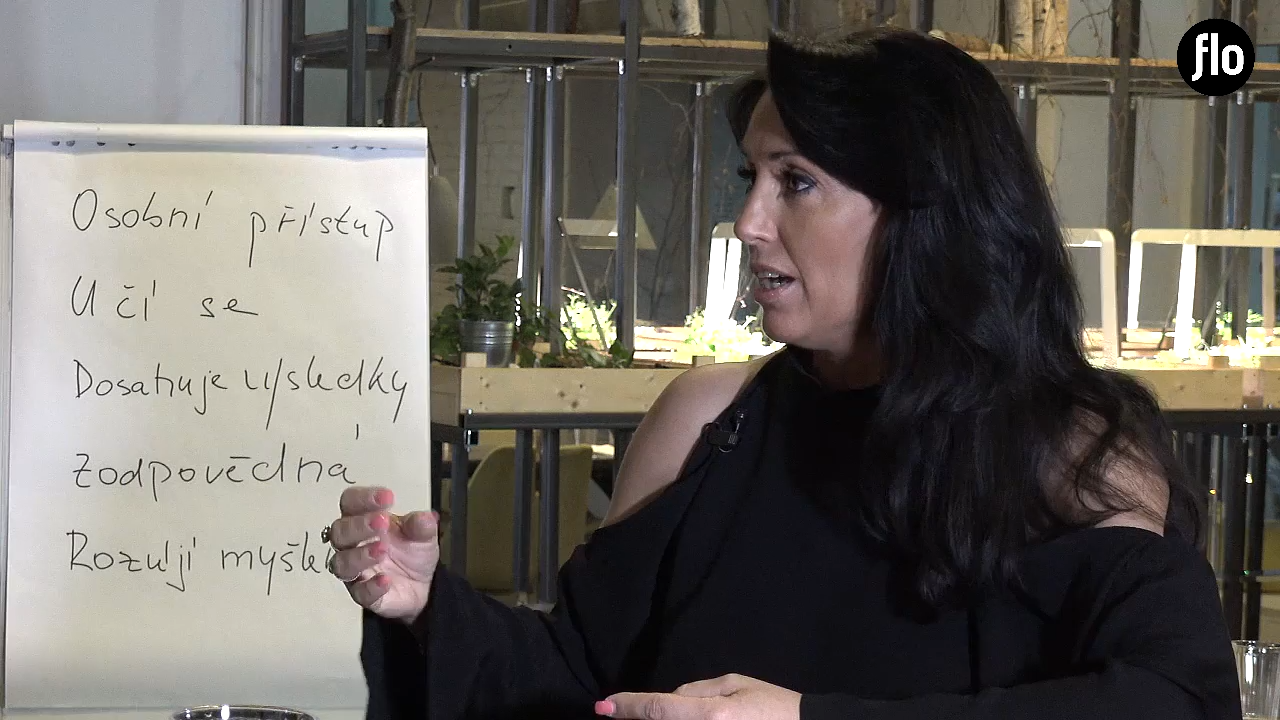 flo
Osobní přístup
Učí se
Dosahuje výsledky
Zodpovědná
Rozvíjí